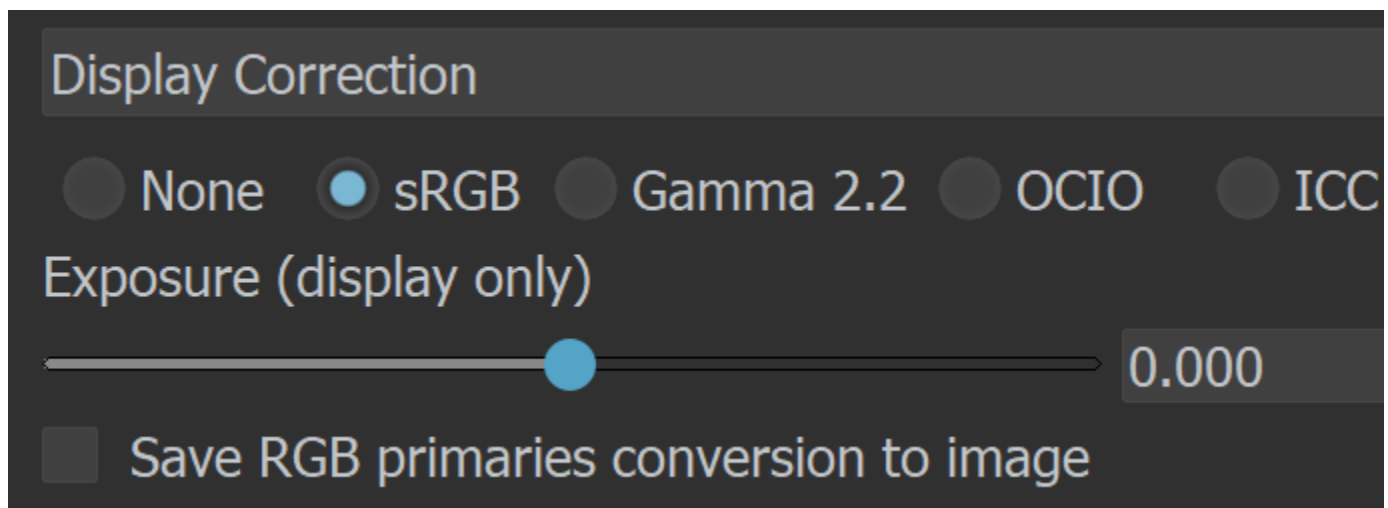 Display Correction
None sRGB Gamma 2.2 OCIO ICC
Exposure (display only)
0.000
Save RGB primaries conversion to image